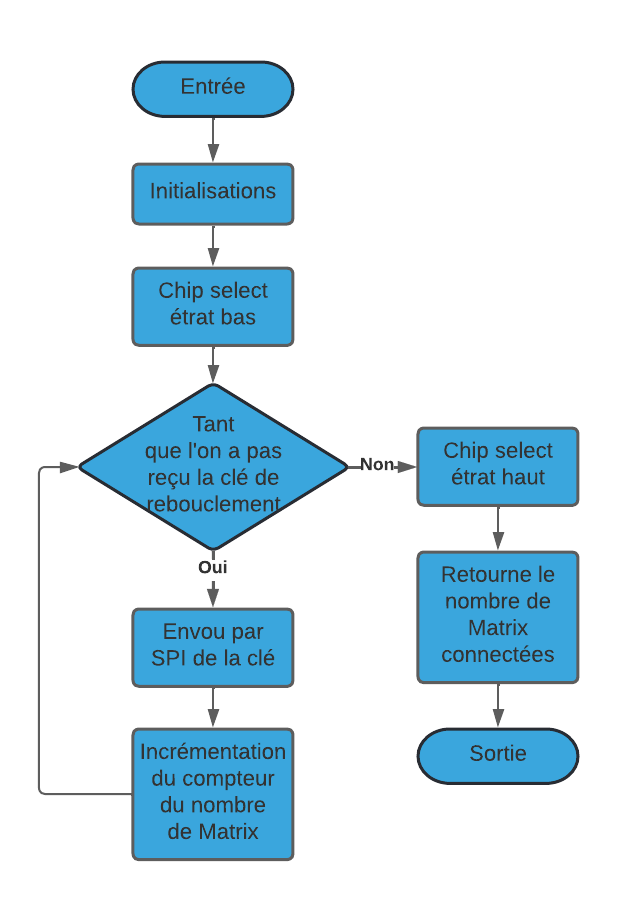 Entrée
Initialisations
Chip select
étrat bas
Tant
que l'on a pas
reçu la clé de
rebouclement
Non
Chip select
étrat haut
Oui
Retourne le
nombre de
Matrix
connectées
Envou par
SPI de la clé
Incrémentation
du compteur
du nombre
de Matrix
Sortie